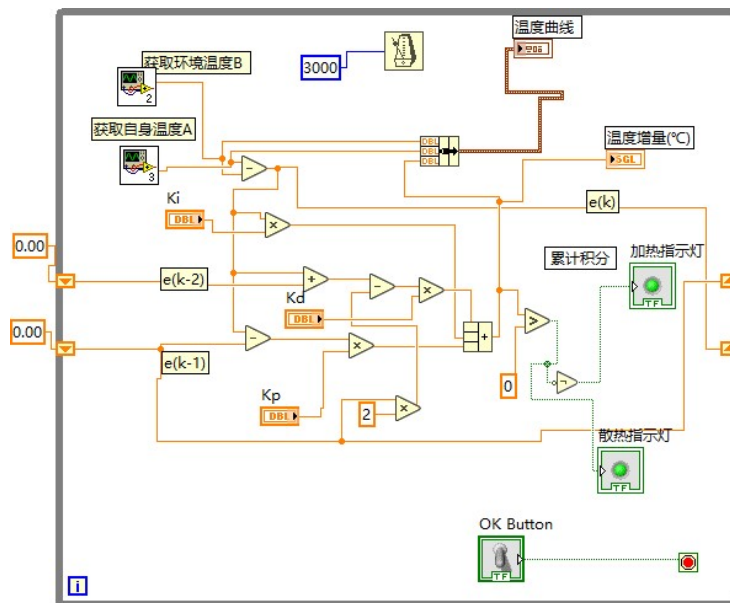 温度曲线
获取环境温度B
3000
2
获取自身温度A
DBL
DBL
DBL
温度增量(℃)
SGL
3
Ki
DBL
e(k)
0.00
累计积分
加热指示灯
e(k-2)
Kd
TF
DBL
0.00
e(k-1)
Kp
0
DBL
2
散热指示灯
TF
OK Button
TF
i